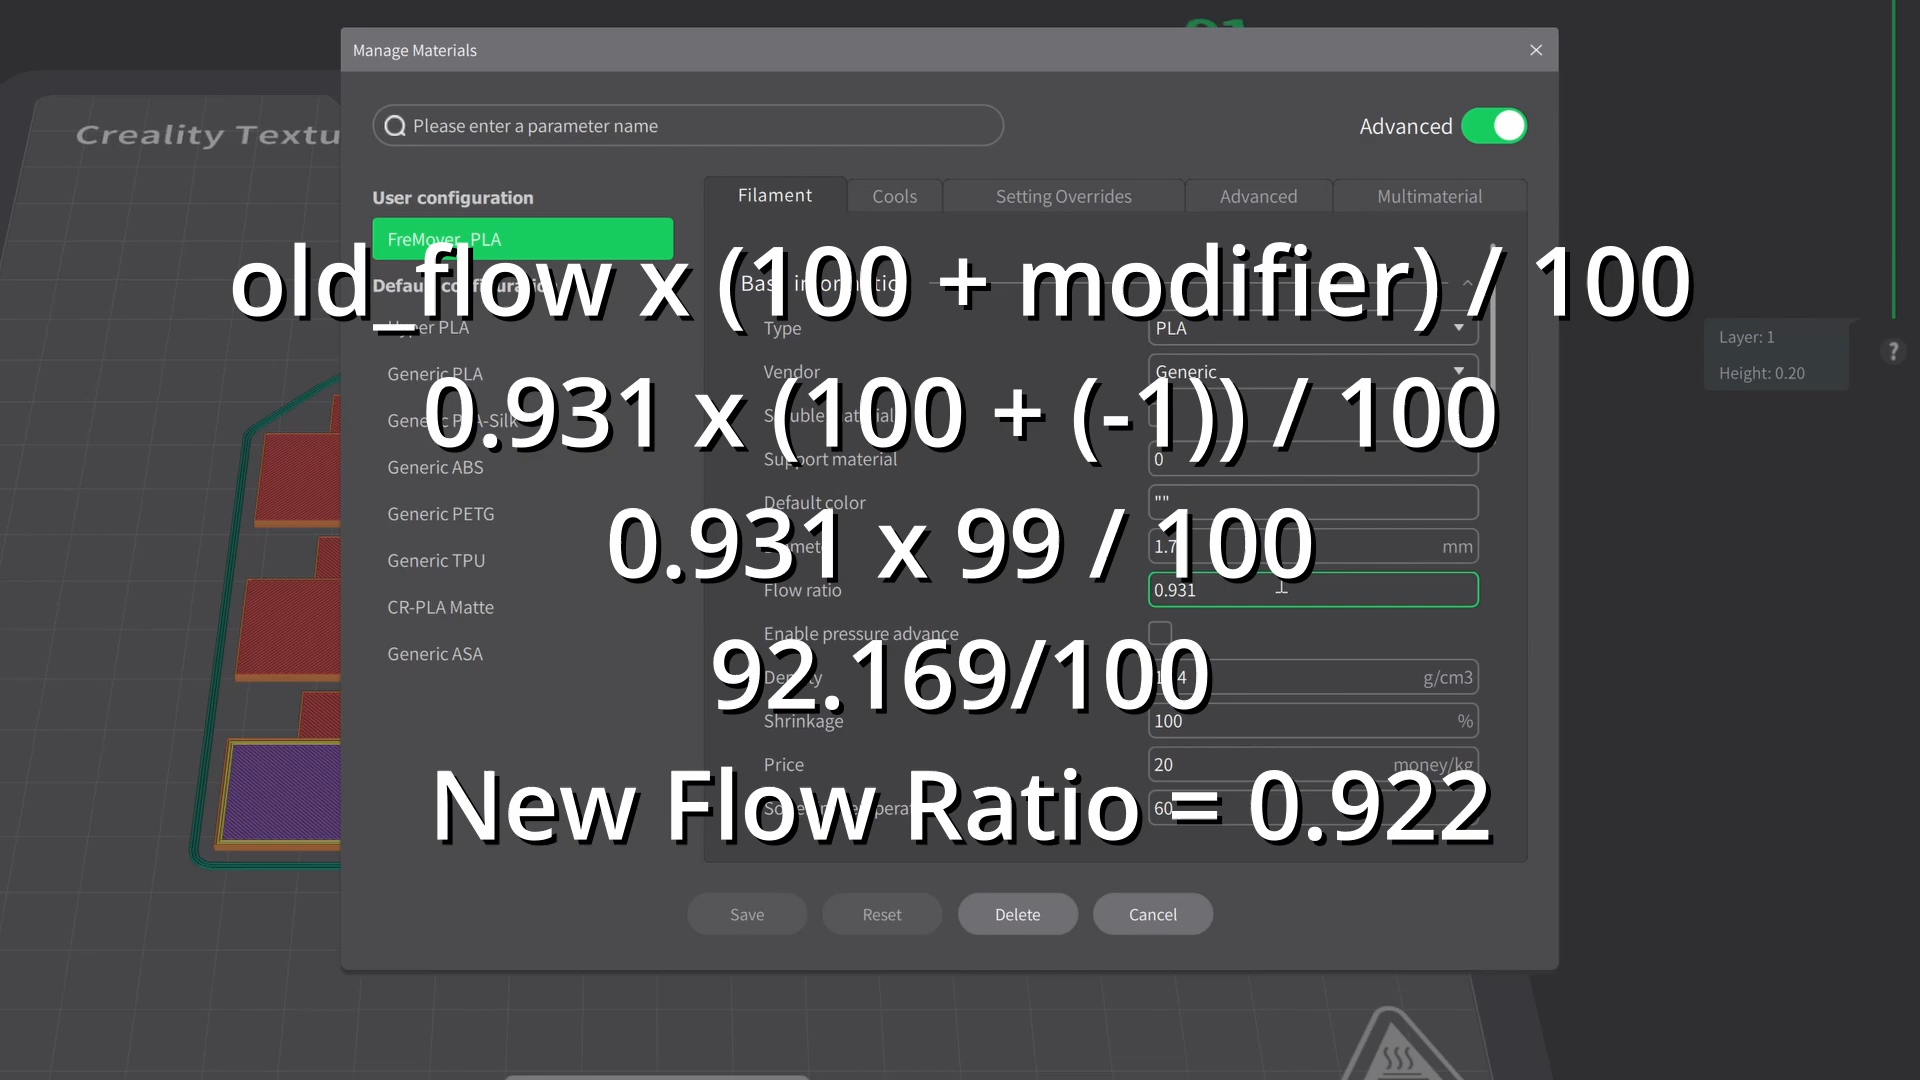 Manage Materials
Please enter a parameter name
Advanced
Creality Textu
User configuration
Filament
Cools
Setting Overrides
Advanced
Multimaterial
FreMover_PLA
old_flow x (100 + modifier) / 100
Type
PLA
Layer: 1
Height: 0.20
?
Vendor
Generic
Generic PLA
0.931 x (100 + (-1)) / 100
Support material
0
Generic ABS
Default color
""
Generic PETG
0.931 x 99 / 100
mm
Generic TPU
Flow ratio
0.931
CR-PLA Matte
Enable pressure advance
Generic ASA
92.169/100
g/cm3
Shrinkage
100
%
Price
20
money/kg
New Flow Ratio = 0.922
60
Save
Reset
Delete
Cancel